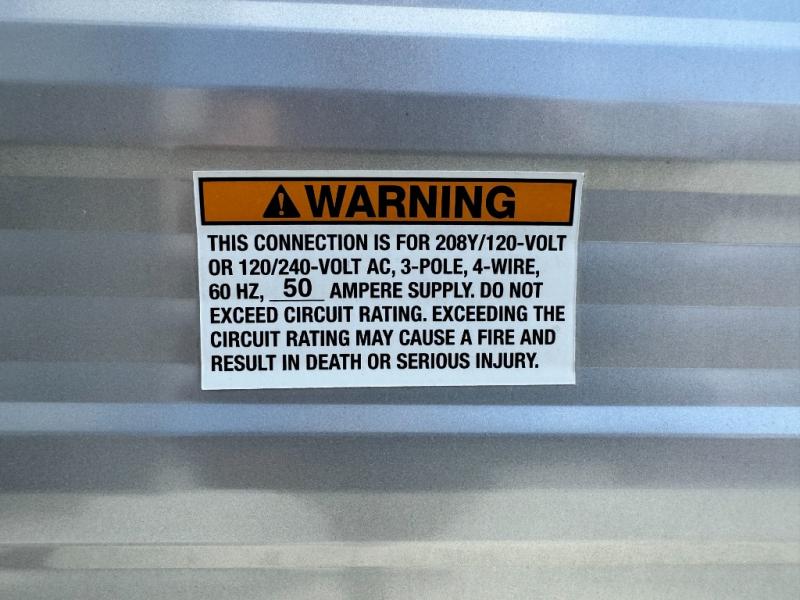 WARNING
THIS CONNECTION IS FOR 208Y/120-VOLT
OR 120/240-VOLT AC, 3-POLE, 4-WIRE,
60 HZ, 50 AMPERE SUPPLY. DO NOT
EXCEED CIRCUIT RATING. EXCEEDING THE
CIRCUIT RATING MAY CAUSE A FIRE AND
RESULT IN DEATH OR SERIOUS INJURY.